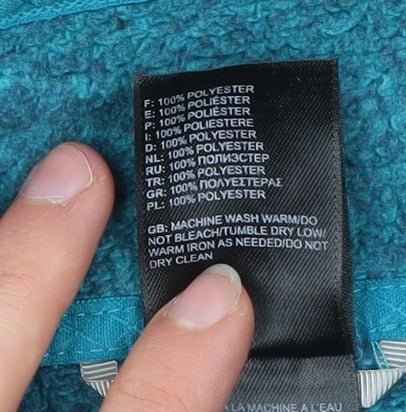 F: 100% POLYESTER
E: 100% POLIÉSTER
P: 100% POLIESTER
I: 100% POLIESTERE
D: 100% POLYESTER
NL: 100% POLYESTER
RU: 100% ПОЛИЭСТЕР
TR: 100% POLYESTER
GR: 100% ΠΟΛΥΕΣΤΕΡΑΣ
PL: 100% POLYESTER
GB: MACHINE WASH WARM/DO
NOT BLEACH/TUMBLE DRY LOW/
WARM IRON AS NEEDED/DO NOT
DRY CLEAN
LA MACHINE A L'EAU